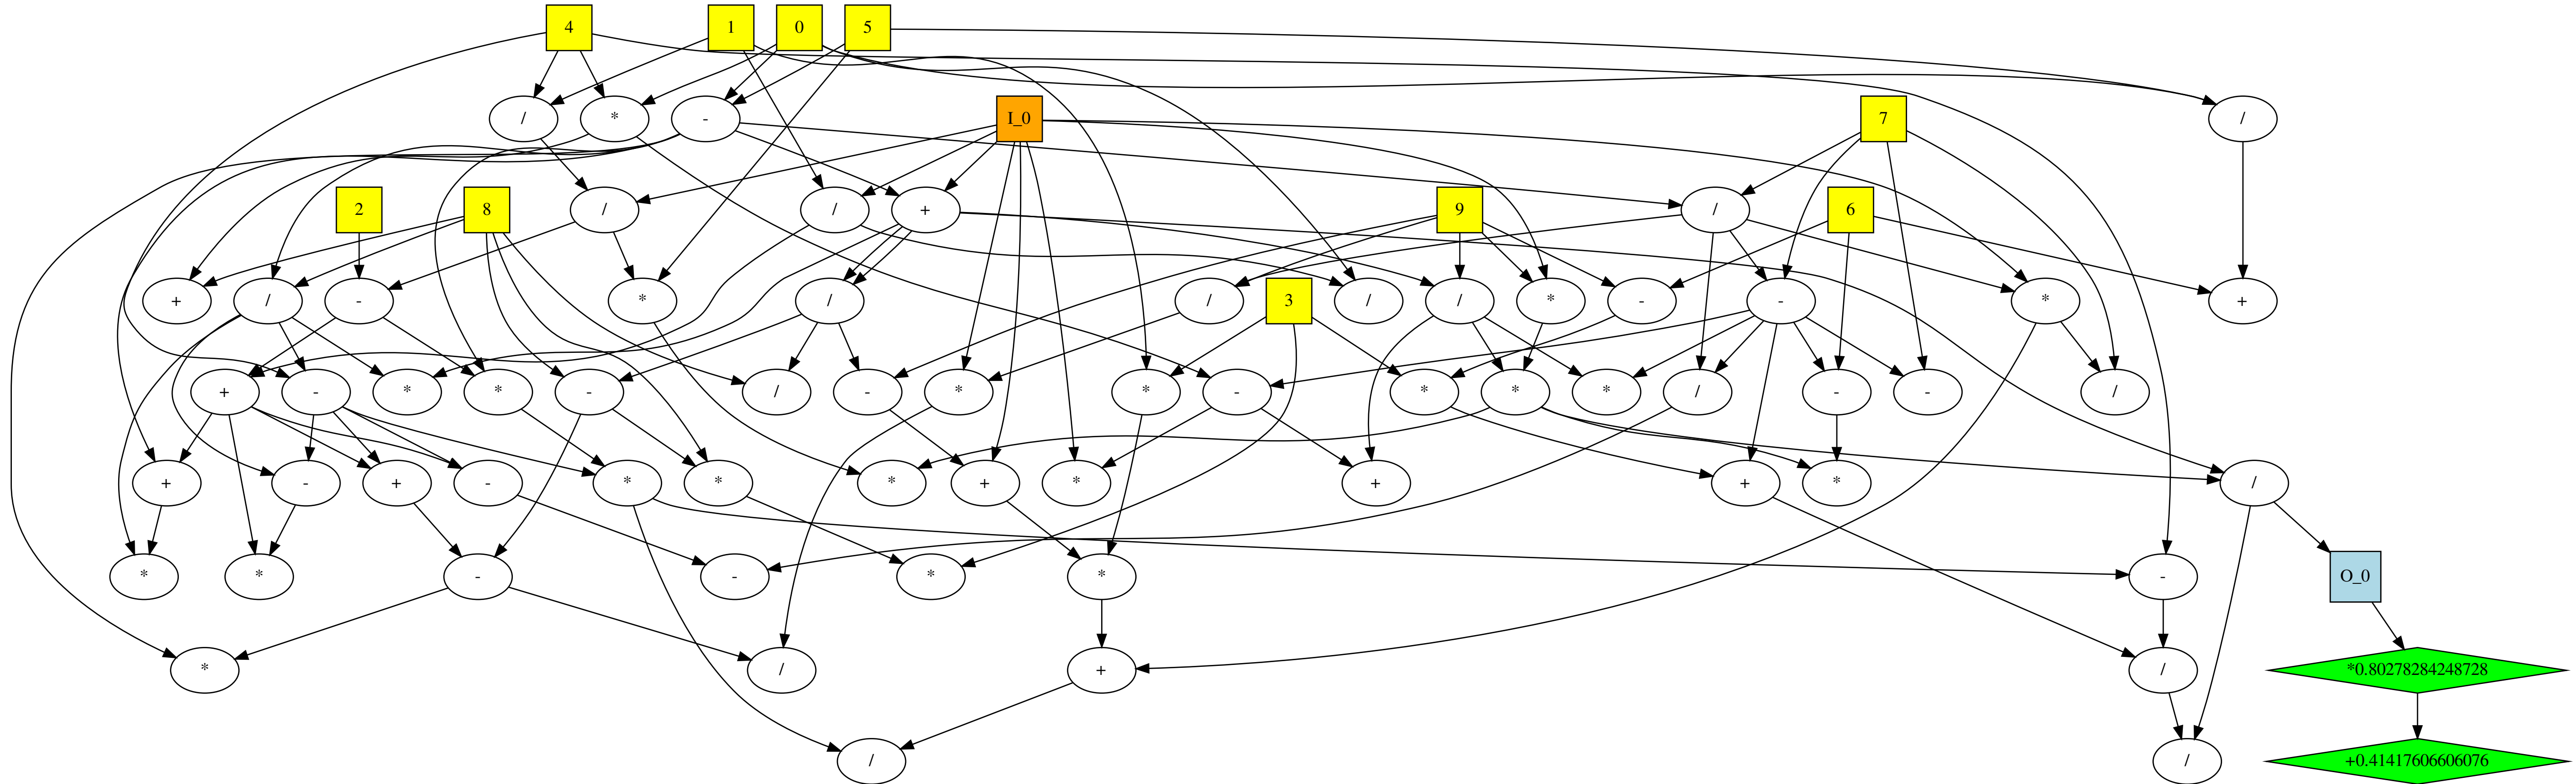 4 1 0 5
/ * - I_0 7 /
2 8 / / + 9 / 6
+ / - * / / 3 / / * - - * +
+ - * * - / - * * - * * * / - - /
+ - + - * * * + * + + * /
* * - - * * - O_0
* / + / *0.80278284248728
/ / +0.41417606606076